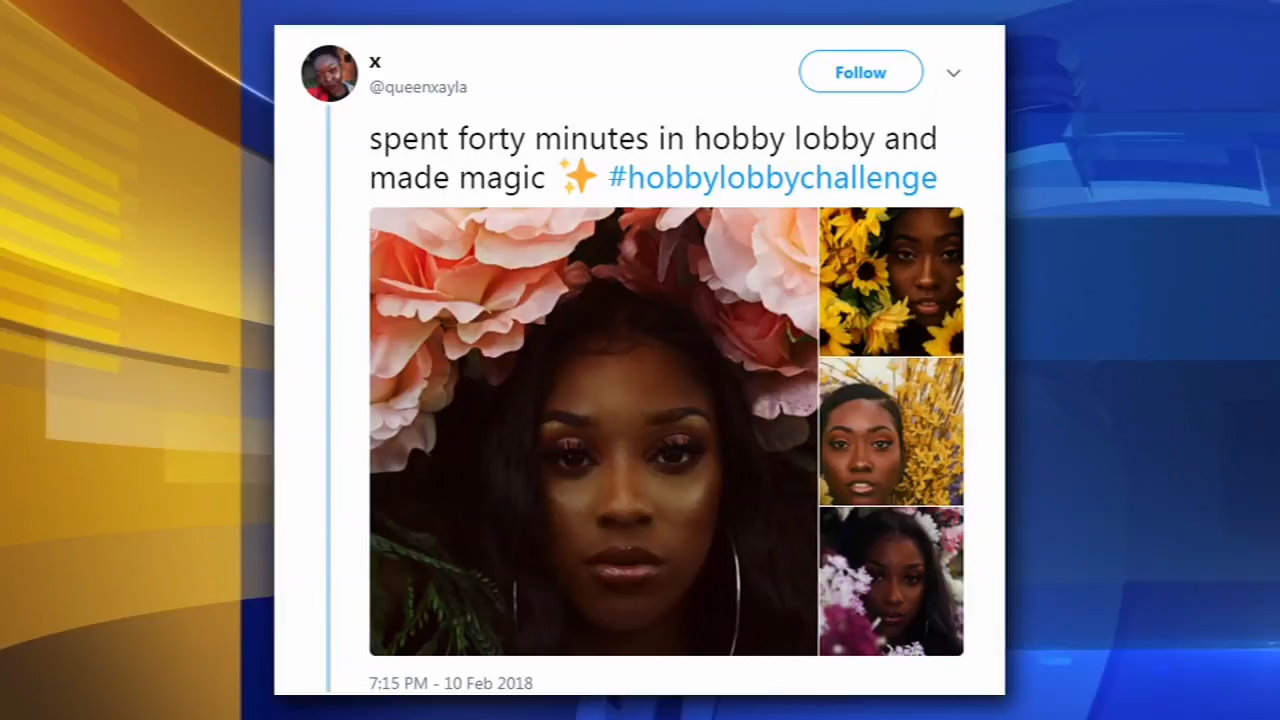 x
@queenxayla
Follow
spent forty minutes in hobby lobby and
made magic ✨ #hobbylobbychallenge
7:15 PM - 10 Feb 2018